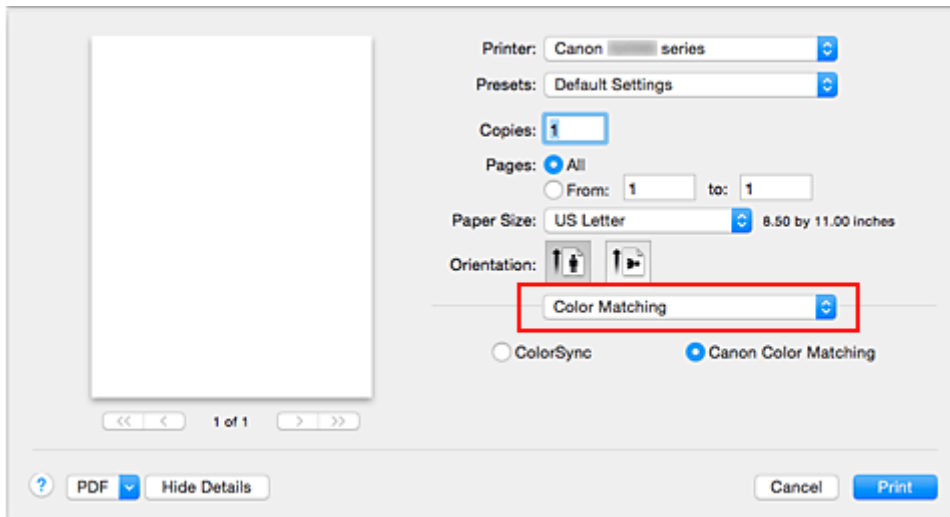 Printer: Canon series
Presets: Default Settings
Copies: 1
Pages: All
From: 1 to: 1
Paper Size: US Letter 8.50 by 11.00 inches
Orientation:
Color Matching
ColorSync Canon Color Matching
<< < 1 of 1 > >>
? PDF Hide Details Cancel Print